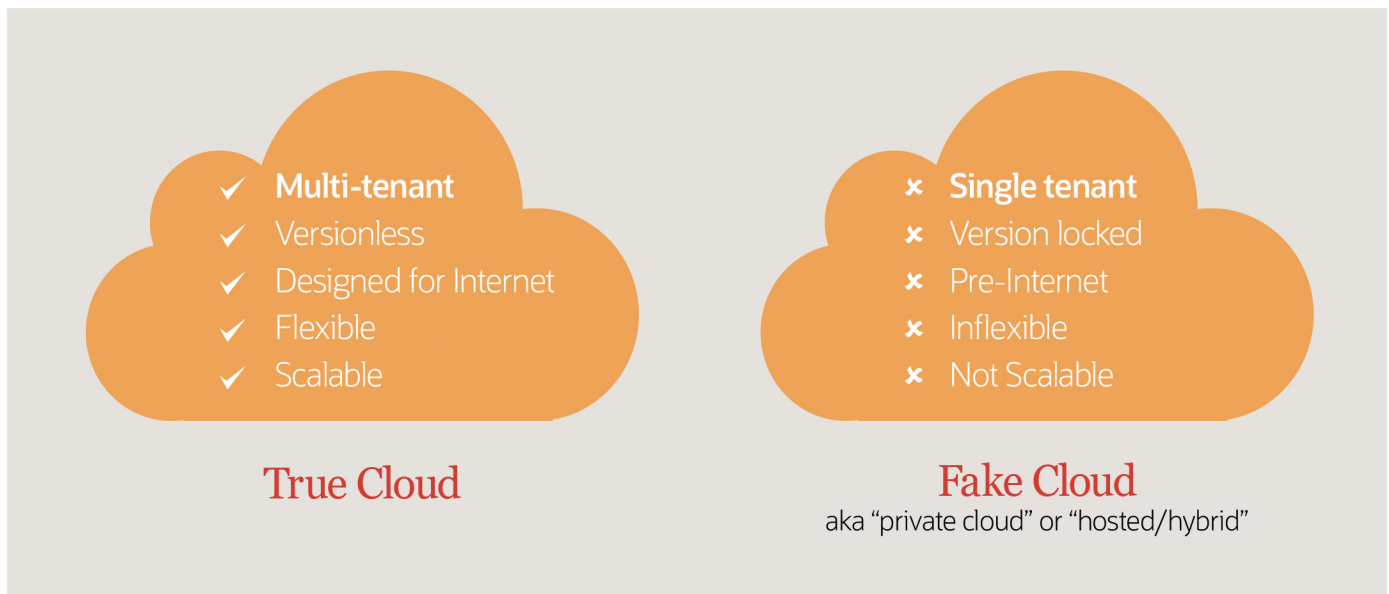 Multi-tenant
Versionless
Designed for Internet
Flexible
Scalable
True Cloud
Single tenant
Version locked
Pre-Internet
Inflexible
Not Scalable
Fake Cloud
aka “private cloud” or “hosted/hybrid”